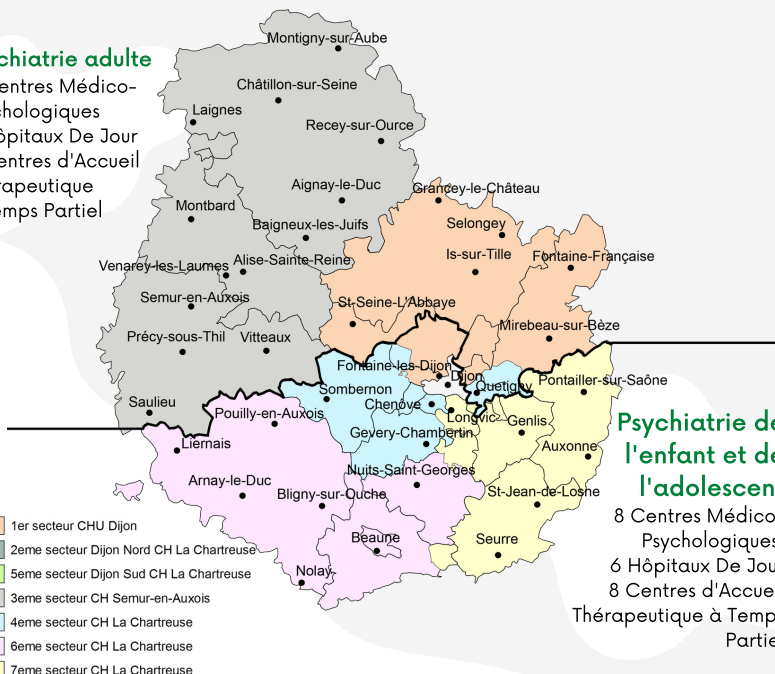 chiatrie adulte
entres Médico-
chologiques
ôpitaux De Jour
entres d'Accueil
rapeutique
emps Partiel
Montigny-sur-Aube
Châtillon-sur-Seine
Laignes
Recey-sur-Ource
Aignay-le-Duc
Grancey-le-Château
Montbard
Selongey
Baigneux-les-Juifs
Is-sur-Tille
Fontaine-Française
Venarey-les-Laumes
Alise-Sainte-Reine
Semur-en-Auxois
St-Seine-L'Abbaye
Mirebeau-sur-Bèze
Précy-sous-Thil
Vitteaux
Fontaine-les-Dijon
Dijon
Quetigny
Pontailler-sur-Saône
Sombernon
Saulieu
Chenôve
Pouilly-en-Auxois
Longvic
Genlis
Gevery-Chambertin
Liernais
Auxonne
Nuits-Saint-Georges
Arnay-le-Duc
Bligny-sur-Ouche
St-Jean-de-Losne
Beaune
Seurre
Nolay
Psychiatrie de
l'enfant et de
l'adolescen
8 Centres Médico
Psychologiques
6 Hôpitaux De Jou
8 Centres d'Accue
Thérapeutique à Temp
Partie
1er secteur CHU Dijon
2eme secteur Dijon Nord CH La Chartreuse
5eme secteur Dijon Sud CH La Chartreuse
3eme secteur CH Semur-en-Auxois
4eme secteur CH La Chartreuse
6eme secteur CH La Chartreuse
7eme secteur CH La Chartreuse